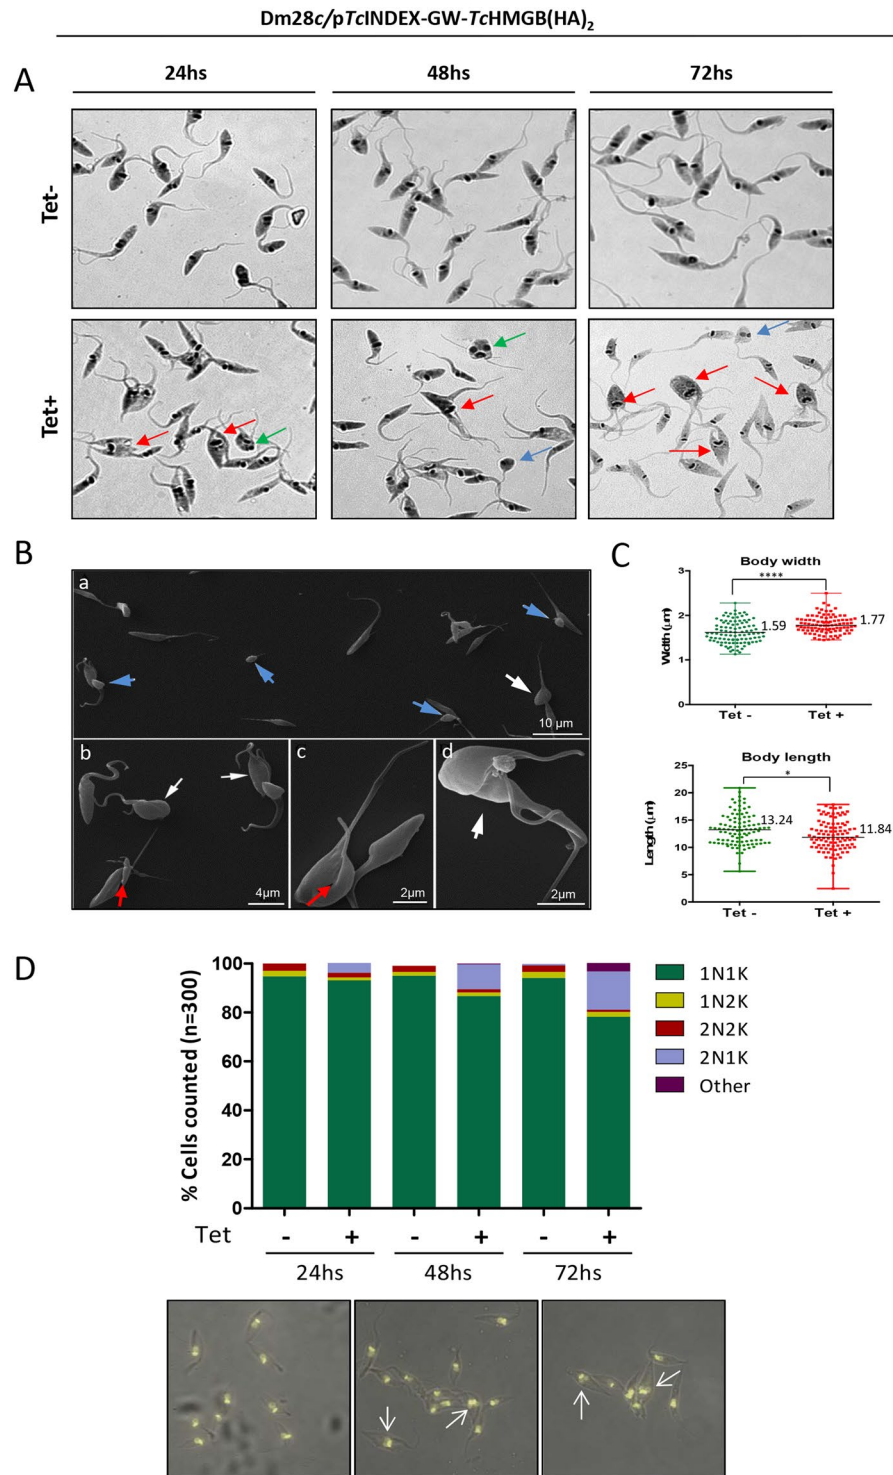 Dm28c/pTcINDEX-GW-TcHMGB(HA)2
A
24hs 48hs 72hs
Tet-
Tet+
B
a
10 µm
b c d
4µm 2µm 2µm
C
Body width
****
Width (µm)
3
2
1
0
1.59 1.77
Tet - Tet +
Body length
*
Length (µm)
25
20
15
10
5
0
13.24 11.84
Tet - Tet +
D
% Cells counted (n=300)
100
80
60
40
20
0
1N1K
1N2K
2N2K
2N1K
Other
Tet - + - + - +
24hs 48hs 72hs